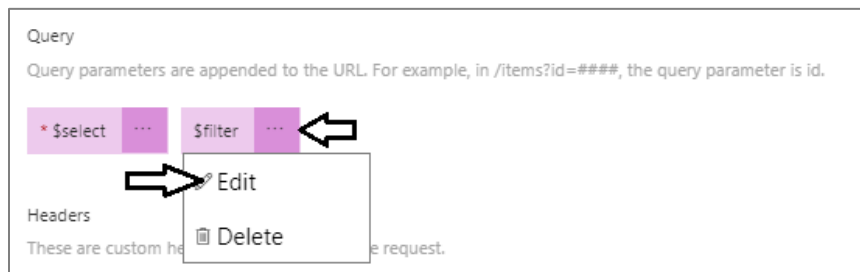 Query
Query parameters are appended to the URL. For example, in /items?id=####, the query parameter is id.
* $select ··· $filter ···
Edit
Headers
Delete
These are custom he e request.